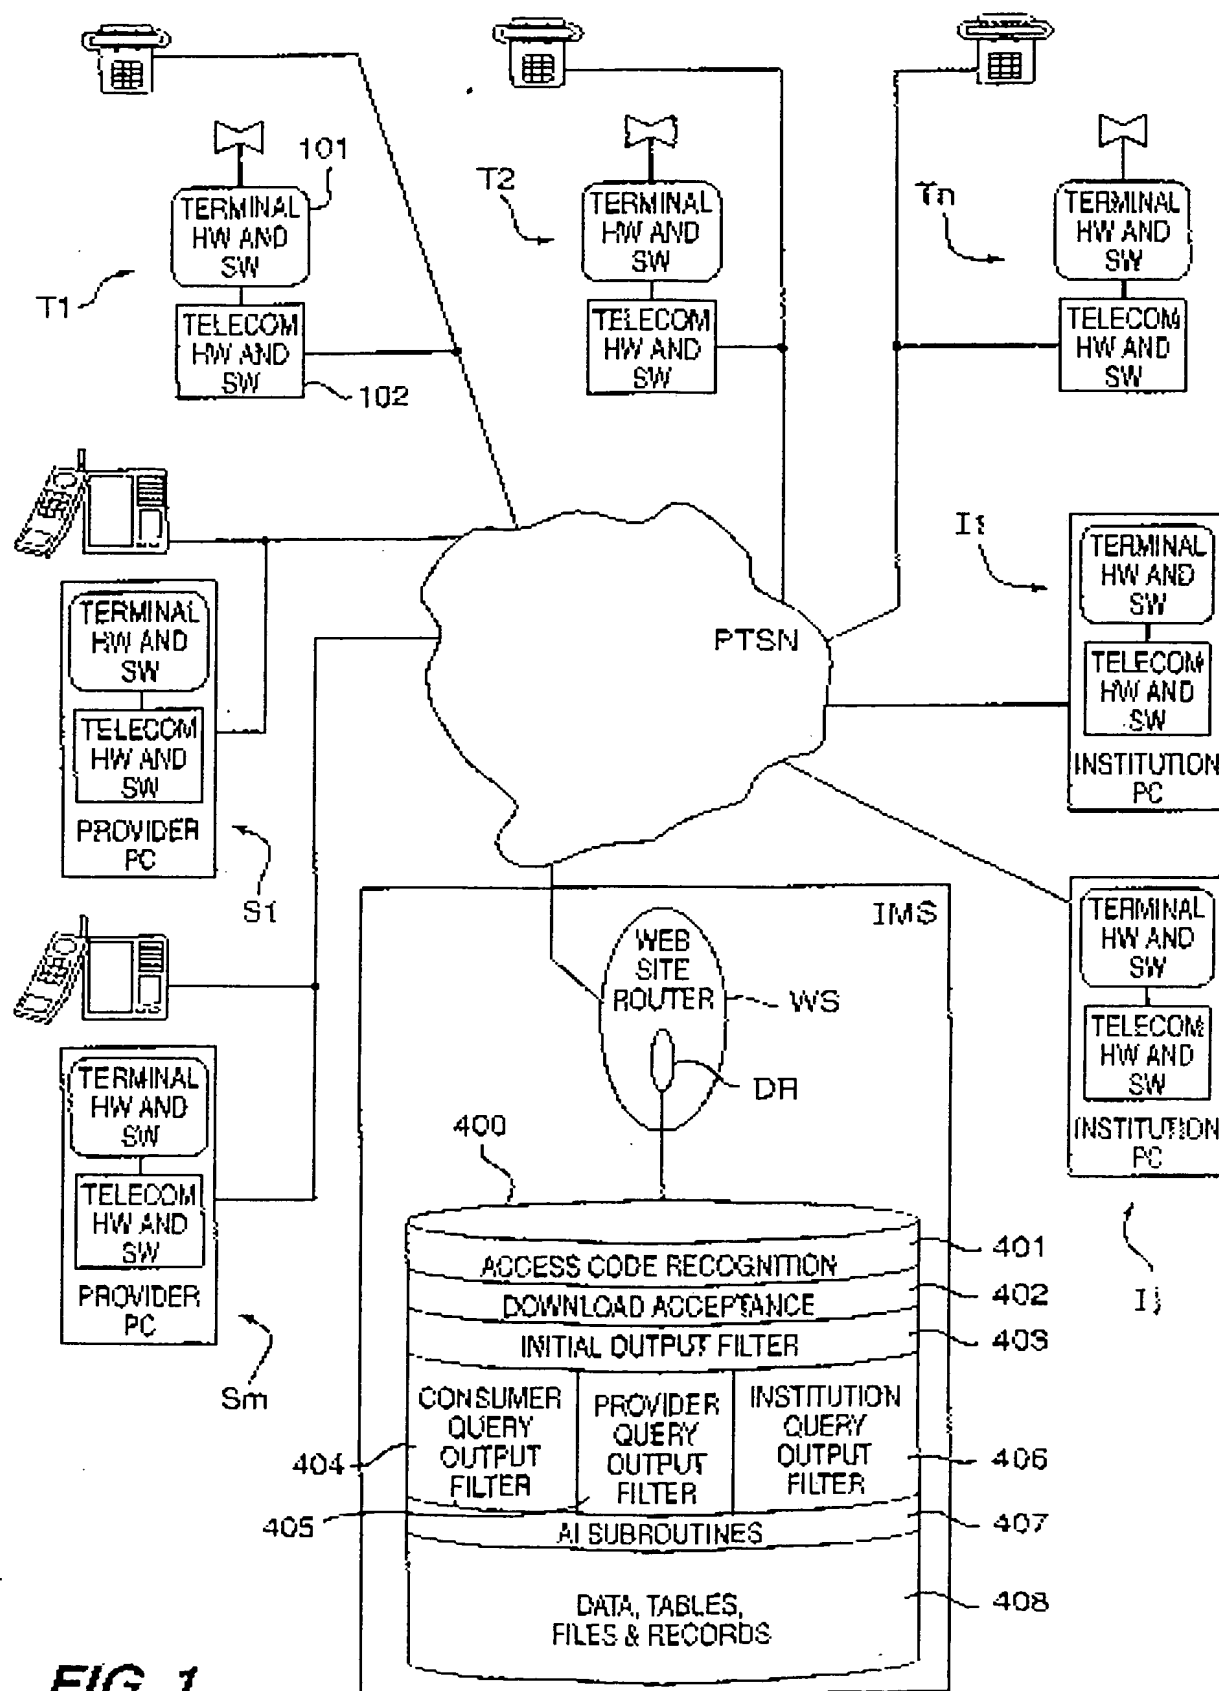 101
TERMINAL
HW AND
SW
T1
TELECOM
HW AND
SW
102
T2
TERMINAL
HW AND
SW
TELECOM
HW AND
SW
Tn
TERMINAL
HW AND
SW
TELECOM
HW AND
SW
PTSN
TERMINAL
HW AND
SW
TELECOM
HW AND
SW
PROVIDER
PC
S1
TERMINAL
HW AND
SW
TELECOM
HW AND
SW
PROVIDER
PC
Sm
I1
TERMINAL
HW AND
SW
TELECOM
HW AND
SW
INSTITUTION
PC
TERMINAL
HW AND
SW
TELECOM
HW AND
SW
INSTITUTION
PC
Ij
IMS
WEB
SITE
ROUTER
WS
DR
400
ACCESS CODE RECOGNITION
401
DOWNLOAD ACCEPTANCE
402
INITIAL OUTPUT FILTER
403
CONSUMER
QUERY
OUTPUT
FILTER
404
PROVIDER
QUERY
OUTPUT
FILTER
405
INSTITUTION
QUERY
OUTPUT
FILTER
406
AI SUBROUTINES
407
DATA, TABLES,
FILES & RECORDS
408
FIG. 1